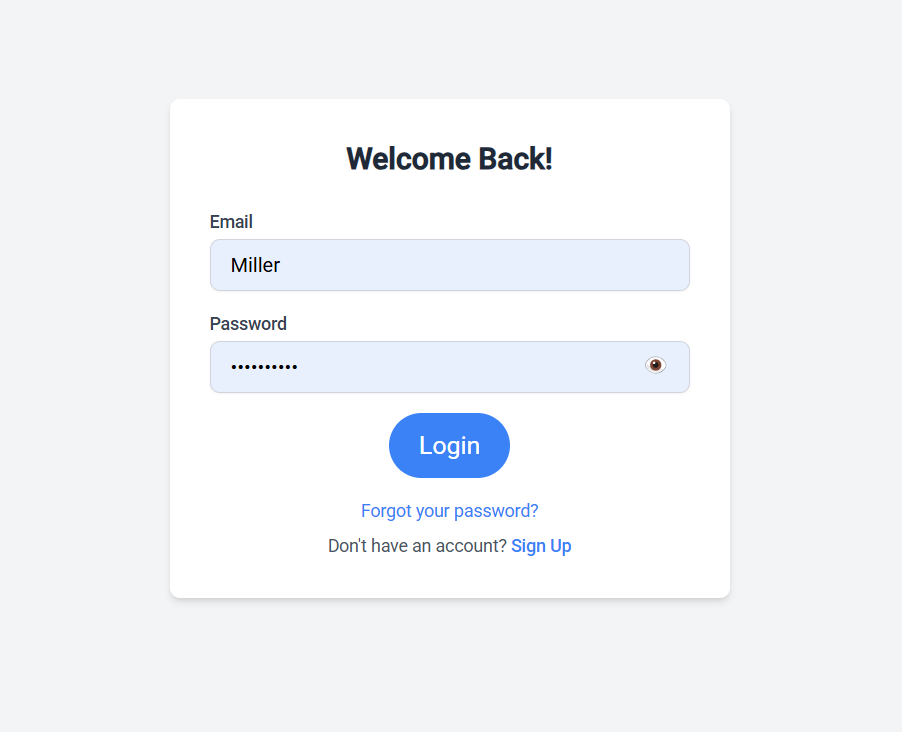 Welcome Back!
Email
Miller
Password
••••••••••
Login
Forgot your password?
Don't have an account? Sign Up